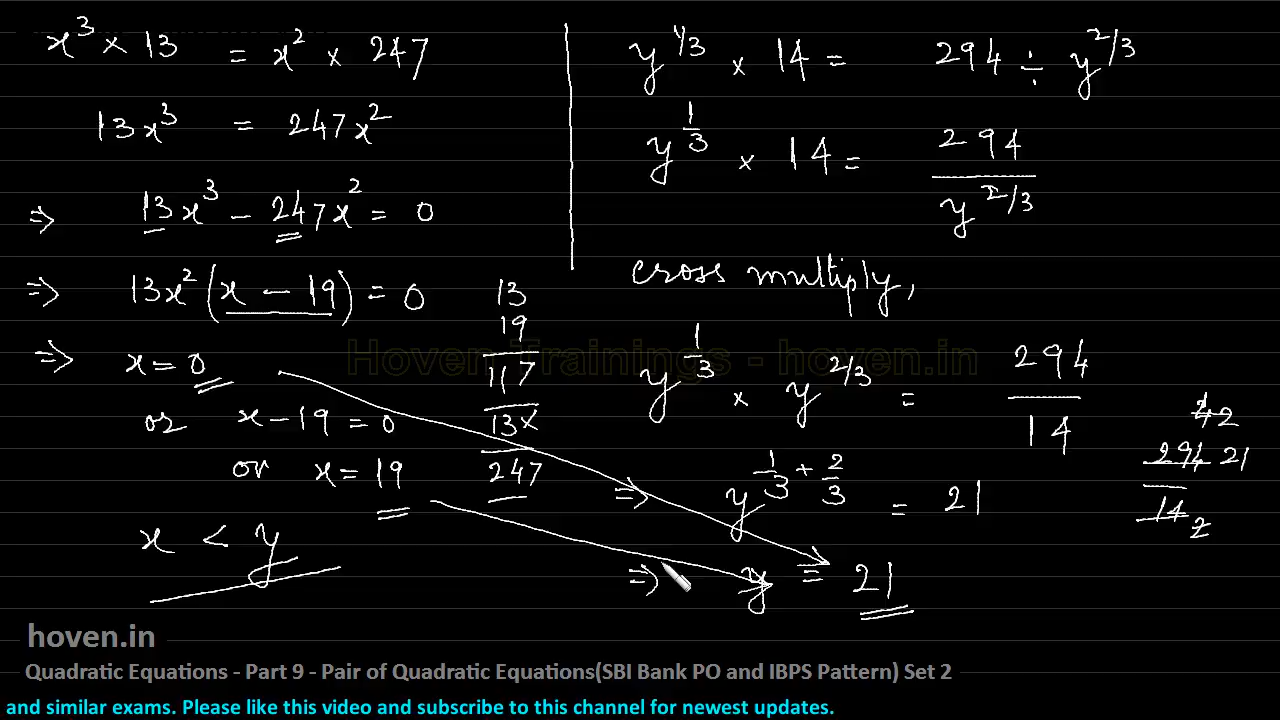 x³ × 13 = x² × 247
13x³ = 247x²
⇒ 13x³ − 247x² = 0
⇒ 13x² (x − 19) = 0
⇒ x = 0
or x − 19 = 0
or x = 19
x < y
13
19
117
13x
247
y^1/3 × 14 = 294 ÷ y^2/3
y^1/3 × 14 = 294/y^2/3
cross multiply,
y^1/3 × y^2/3 = 294/14
⇒ y^1/3 + 2/3 = 21
⇒ y = 21
42
294 21
14 2
Hoven Trainings - hoven.in
hoven.in
Quadratic Equations - Part 9 - Pair of Quadratic Equations(SBI Bank PO and IBPS Pattern) Set 2
and similar exams. Please like this video and subscribe to this channel for newest updates.